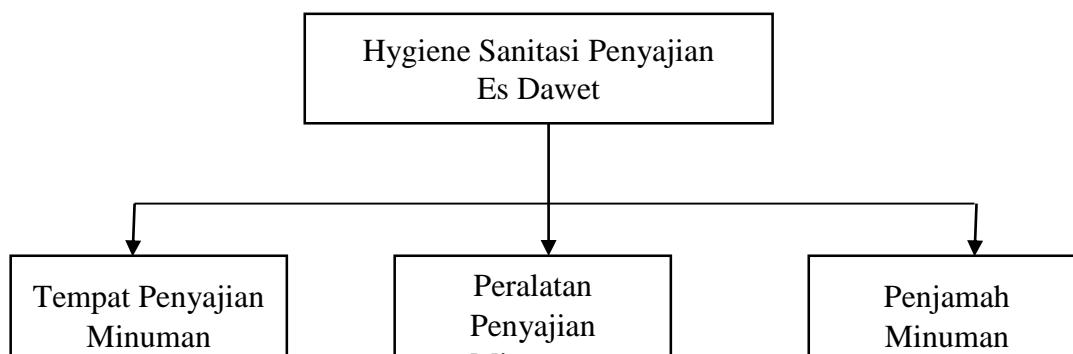 Hygiene Sanitasi Penyajian
Es Dawet
Tempat Penyajian
Minuman
Peralatan
Penyajian
Penjamah
Minuman